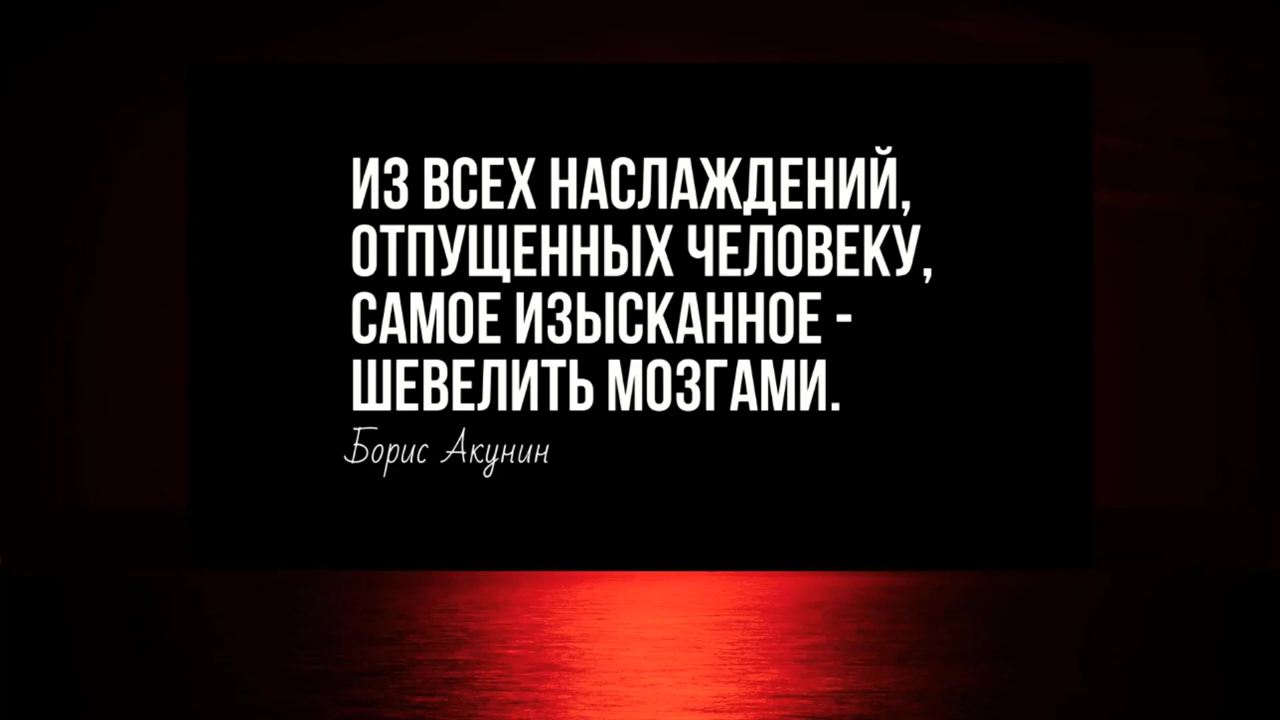 ИЗ ВСЕХ НАСЛАЖДЕНИЙ,
ОТПУЩЕННЫХ ЧЕЛОВЕКУ,
САМОЕ ИЗЫСКАННОЕ -
ШЕВЕЛИТЬ МОЗГАМИ.
Борис Акунин